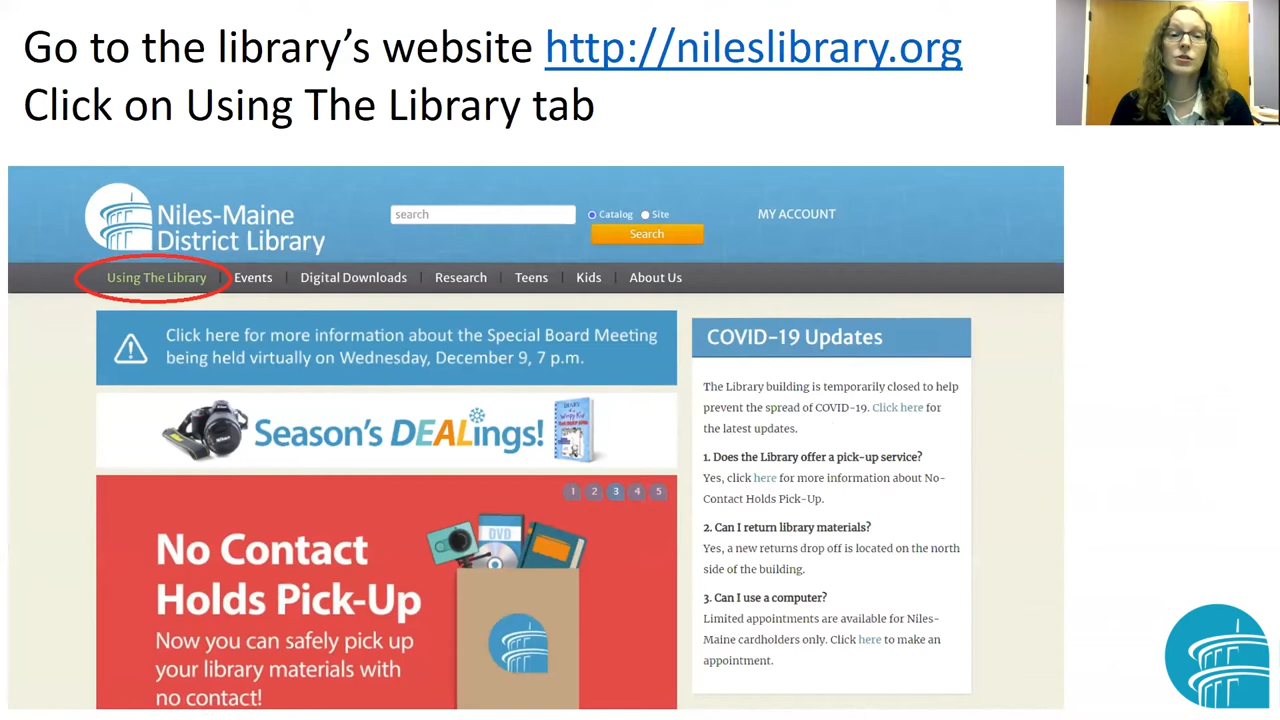 Go to the library’s website http://nileslibrary.org
Click on Using The Library tab
Niles-Maine
District Library
search
Catalog
Site
Search
MY ACCOUNT
Using The Library
Events
Digital Downloads
Research
Teens
Kids
About Us
Click here for more information about the Special Board Meeting
being held virtually on Wednesday, December 9, 7 p.m.
Season's DEALings!
1 2 3 4 5
No Contact
Holds Pick-Up
Now you can safely pick up
your library materials with
no contact!
DVD
COVID-19 Updates
The Library building is temporarily closed to help
prevent the spread of COVID-19. Click here for
the latest updates.
1. Does the Library offer a pick-up service?
Yes, click here for more information about No-
Contact Holds Pick-Up.
2. Can I return library materials?
Yes, a new returns drop off is located on the north
side of the building.
3. Can I use a computer?
Limited appointments are available for Niles-
Maine cardholders only. Click here to make an
appointment.